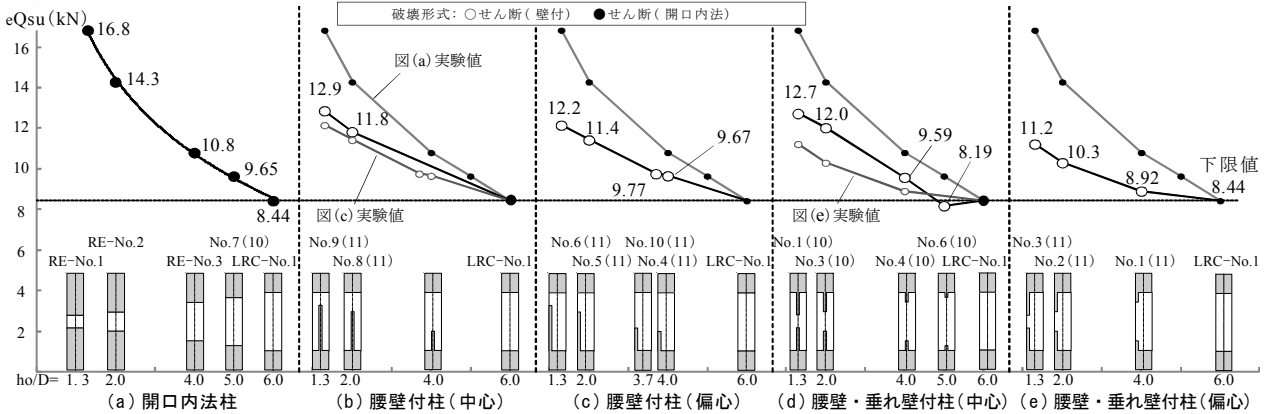 eQsu(kN)
破壊形式：○せん断(壁付) ●せん断(開口内法)
16
14
12
10
8
6
4
2
0
16.8
14.3
10.8
9.65
8.44
RE-No.1
RE-No.2
RE-No.3
No.7(10)
LRC-No.1
ho/D= 1.3 2.0 4.0 5.0 6.0
(a) 開口内法柱
図(a)実験値
12.9
11.8
図(c)実験値
No.9(11)
No.8(11)
LRC-No.1
1.3 2.0 4.0 6.0
(b) 腰壁付柱(中心)
12.2
11.4
9.77
9.67
No.6(11)
No.5(11)
No.10(11)
No.4(11)
LRC-No.1
1.3 2.0 3.7 4.0 6.0
(c) 腰壁付柱(偏心)
12.7
12.0
9.59
8.19
図(e)実験値
No.1(10)
No.3(10)
No.4(10)
No.6(10)
LRC-No.1
1.3 2.0 4.0 5.0 6.0
(d) 腰壁・垂れ壁付柱(中心)
11.2
10.3
8.92
下限値
8.44
No.3(11)
No.2(11)
No.1(11)
LRC-No.1
1.3 2.0 4.0 6.0
(e) 腰壁・垂れ壁付柱(偏心)